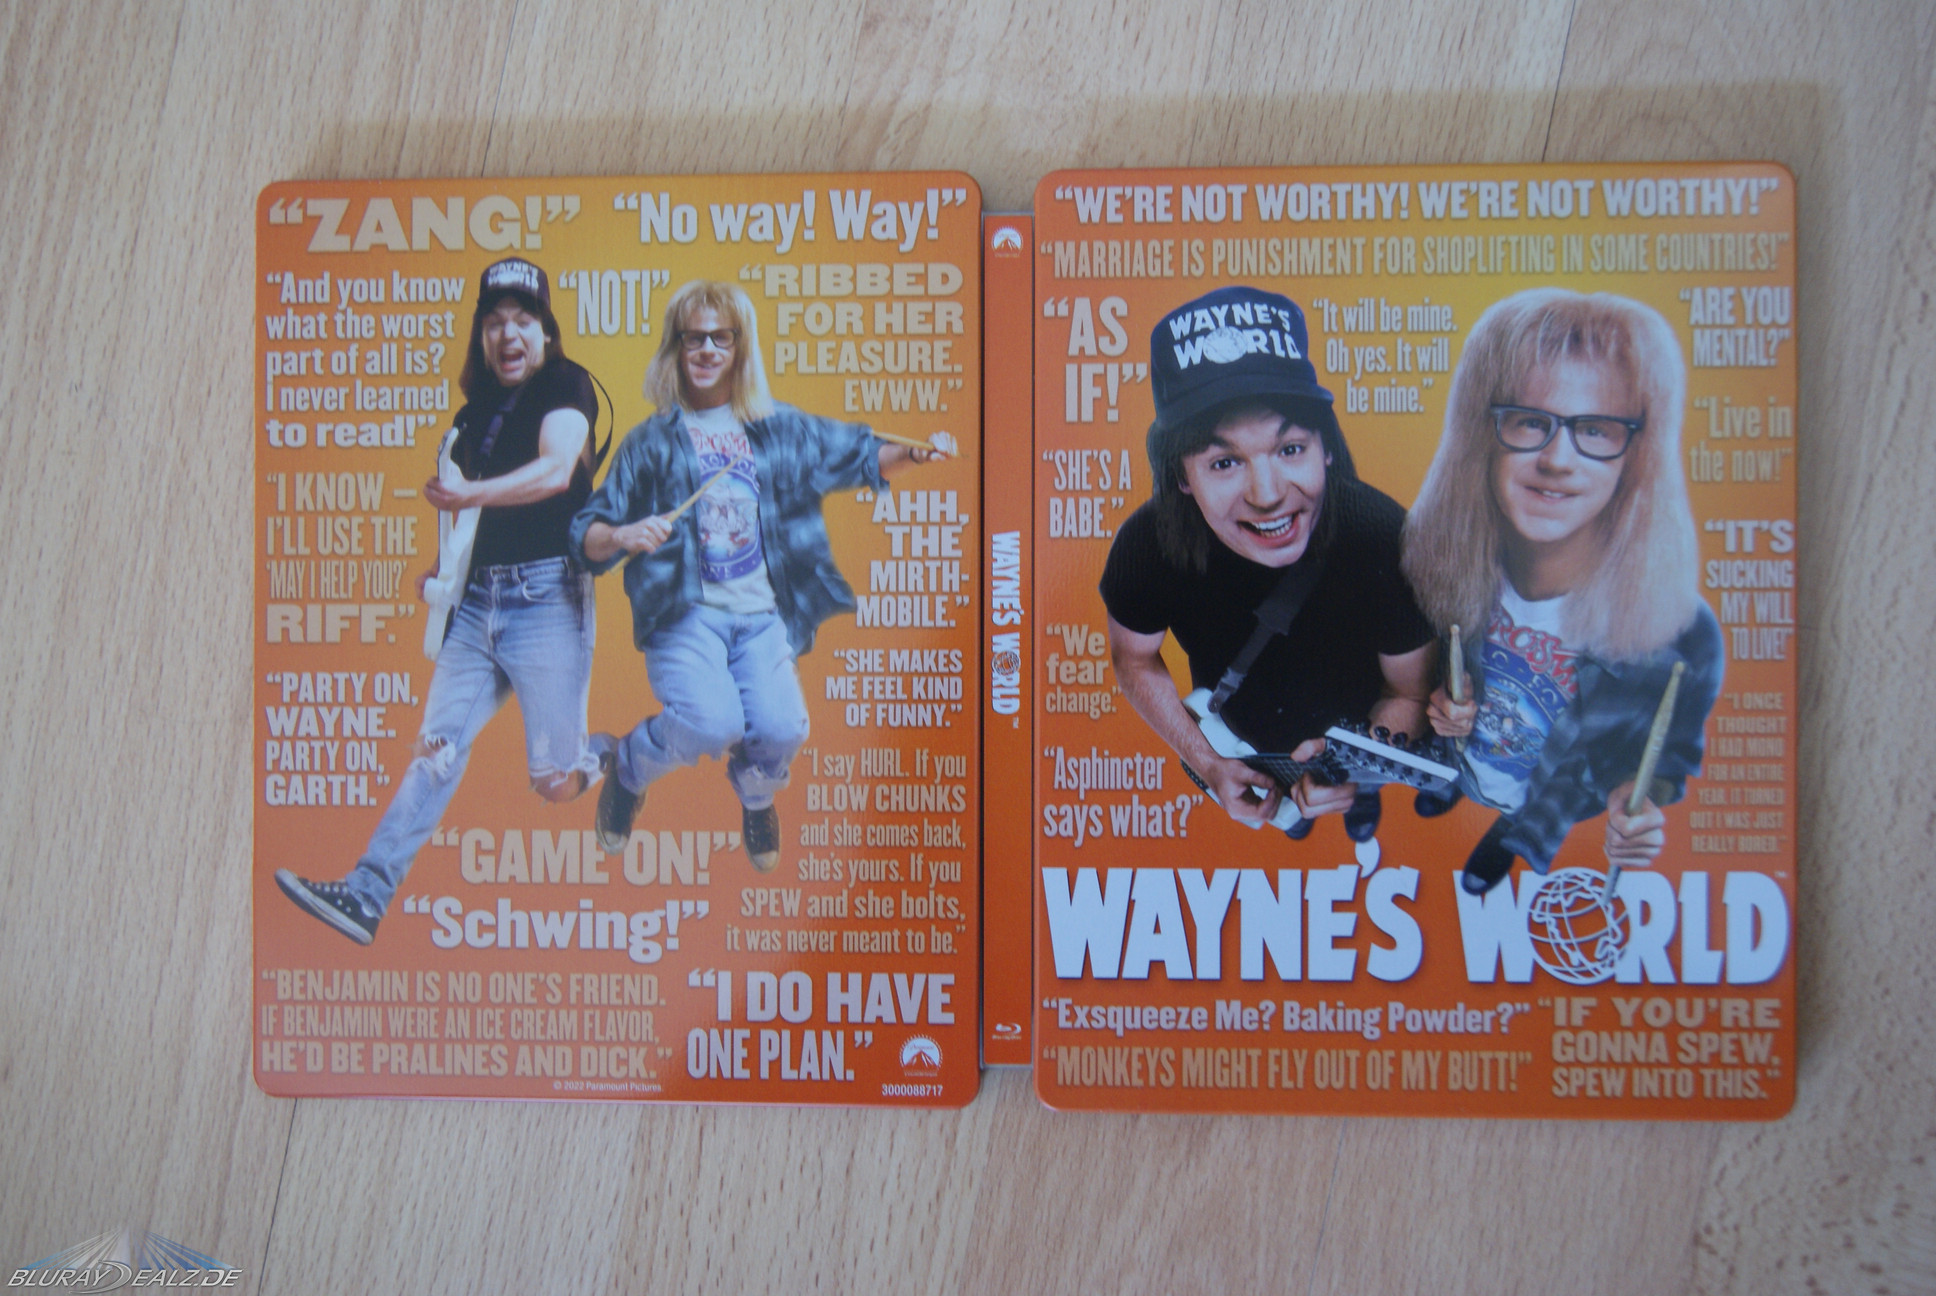 “ZANG!”
“No way! Way!”
“And you know
what the worst
part of all is?
I never learned
to read!”
WAYNE'S
WORLD
“NOT!”
“RIBBED
FOR HER
PLEASURE.
EWWW.”
“I KNOW –
I'LL USE THE
‘MAY I HELP YOU?’
RIFF.”
“AHH,
THE
MIRTH-
MOBILE.”
“PARTY ON,
WAYNE.
PARTY ON,
GARTH.”
“SHE MAKES
ME FEEL KIND
OF FUNNY.”
“I say HURL. If you
BLOW CHUNKS
and she comes back,
she's yours. If you
SPEW and she bolts,
it was never meant to be.”
“GAME ON!”
“Schwing!”
“BENJAMIN IS NO ONE'S FRIEND.
IF BENJAMIN WERE AN ICE CREAM FLAVOR,
HE'D BE PRALINES AND DICK.”
“I DO HAVE
ONE PLAN.”
© 2022 Paramount Pictures.
3000088717
WAYNE'S WORLD™
“WE'RE NOT WORTHY! WE'RE NOT WORTHY!”
“MARRIAGE IS PUNISHMENT FOR SHOPLIFTING IN SOME COUNTRIES!”
“AS
IF!”
WAYNE'S
WORLD
“It will be mine.
Oh yes. It will
be mine.”
“ARE YOU
MENTAL?”
“Live in
the now!”
“SHE'S A
BABE.”
“IT'S
SUCKING
MY WILL
TO LIVE!”
“We
fear
change.”
“I ONCE
THOUGHT
I HAD MONO
FOR AN ENTIRE
YEAR. IT TURNED
OUT I WAS JUST
REALLY BORED.”
“Asphincter
says what?”
WAYNE'S WORLD™
“Exsqueeze Me? Baking Powder?”
“MONKEYS MIGHT FLY OUT OF MY BUTT!”
“IF YOU'RE
GONNA SPEW,
SPEW INTO THIS.”
BLURAYDEALZ.DE